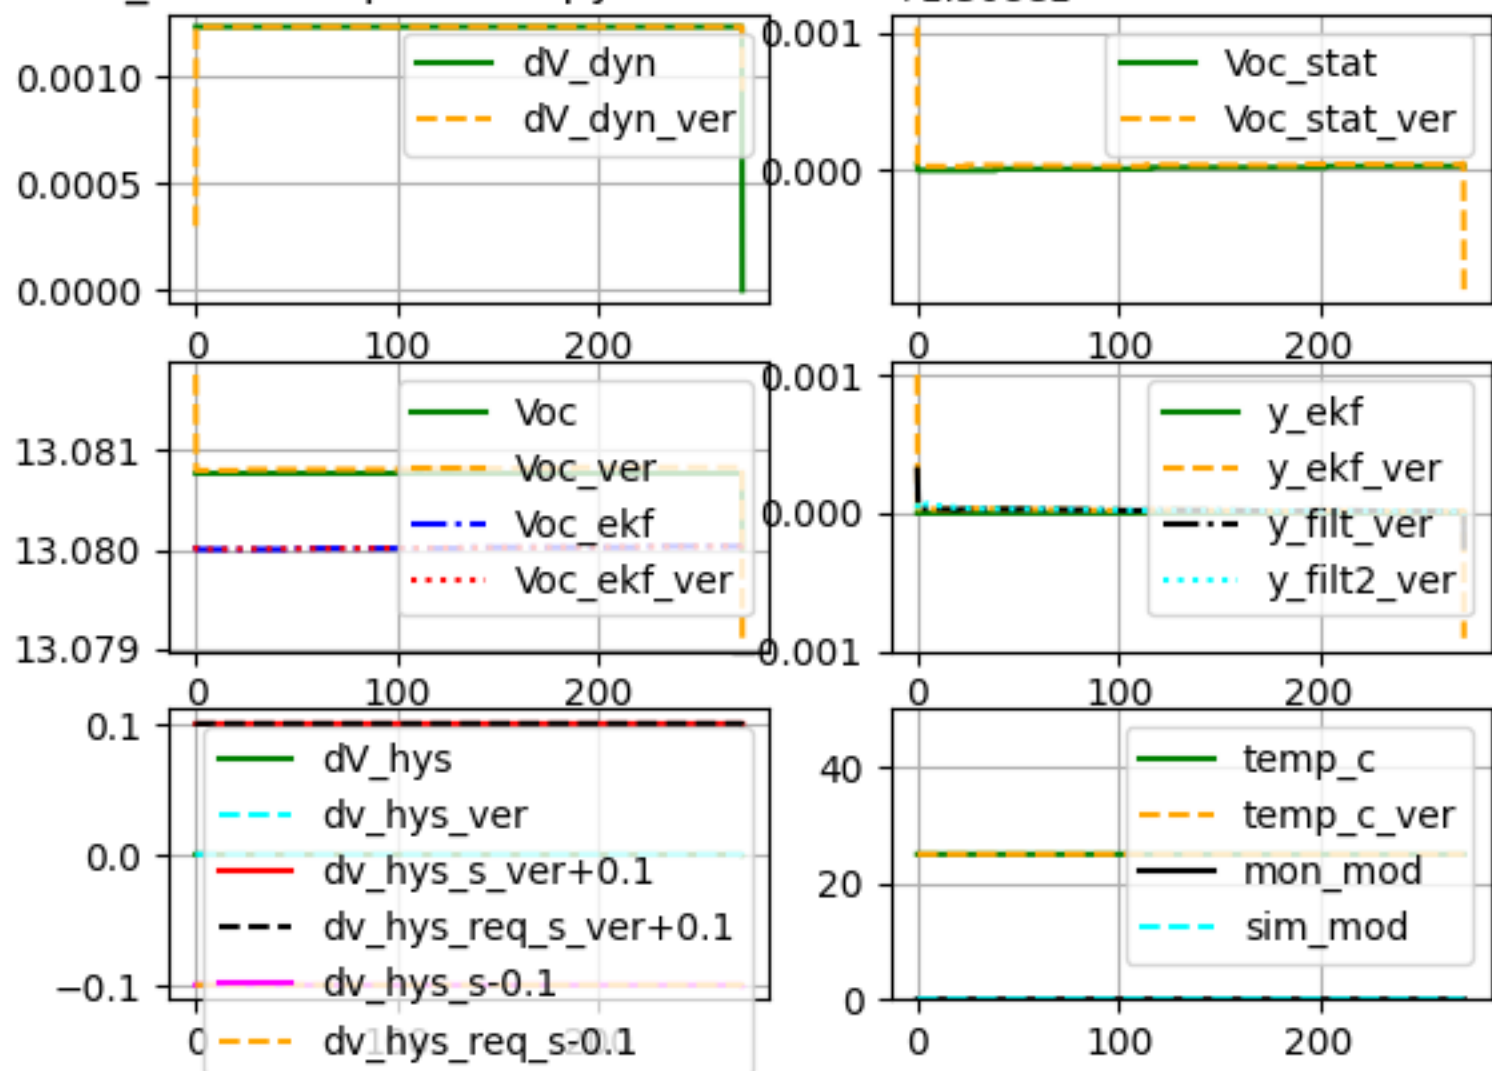 0.0010
0.0005
0.0000
0
100
200
dV_dyn
dV_dyn_ver
0.001
0.000
0
100
200
Voc_stat
Voc_stat_ver
13.081
13.080
13.079
0
100
200
Voc
Voc_ver
Voc_ekf
Voc_ekf_ver
0.001
0.000
0.001
0
100
200
y_ekf
y_ekf_ver
y_filt_ver
y_filt2_ver
0.1
0.0
−0.1
0
100
200
dV_hys
dv_hys_ver
dv_hys_s_ver+0.1
dv_hys_req_s_ver+0.1
dv_hys_s-0.1
dv_hys_req_s-0.1
40
20
0
0
100
200
temp_c
temp_c_ver
mon_mod
sim_mod